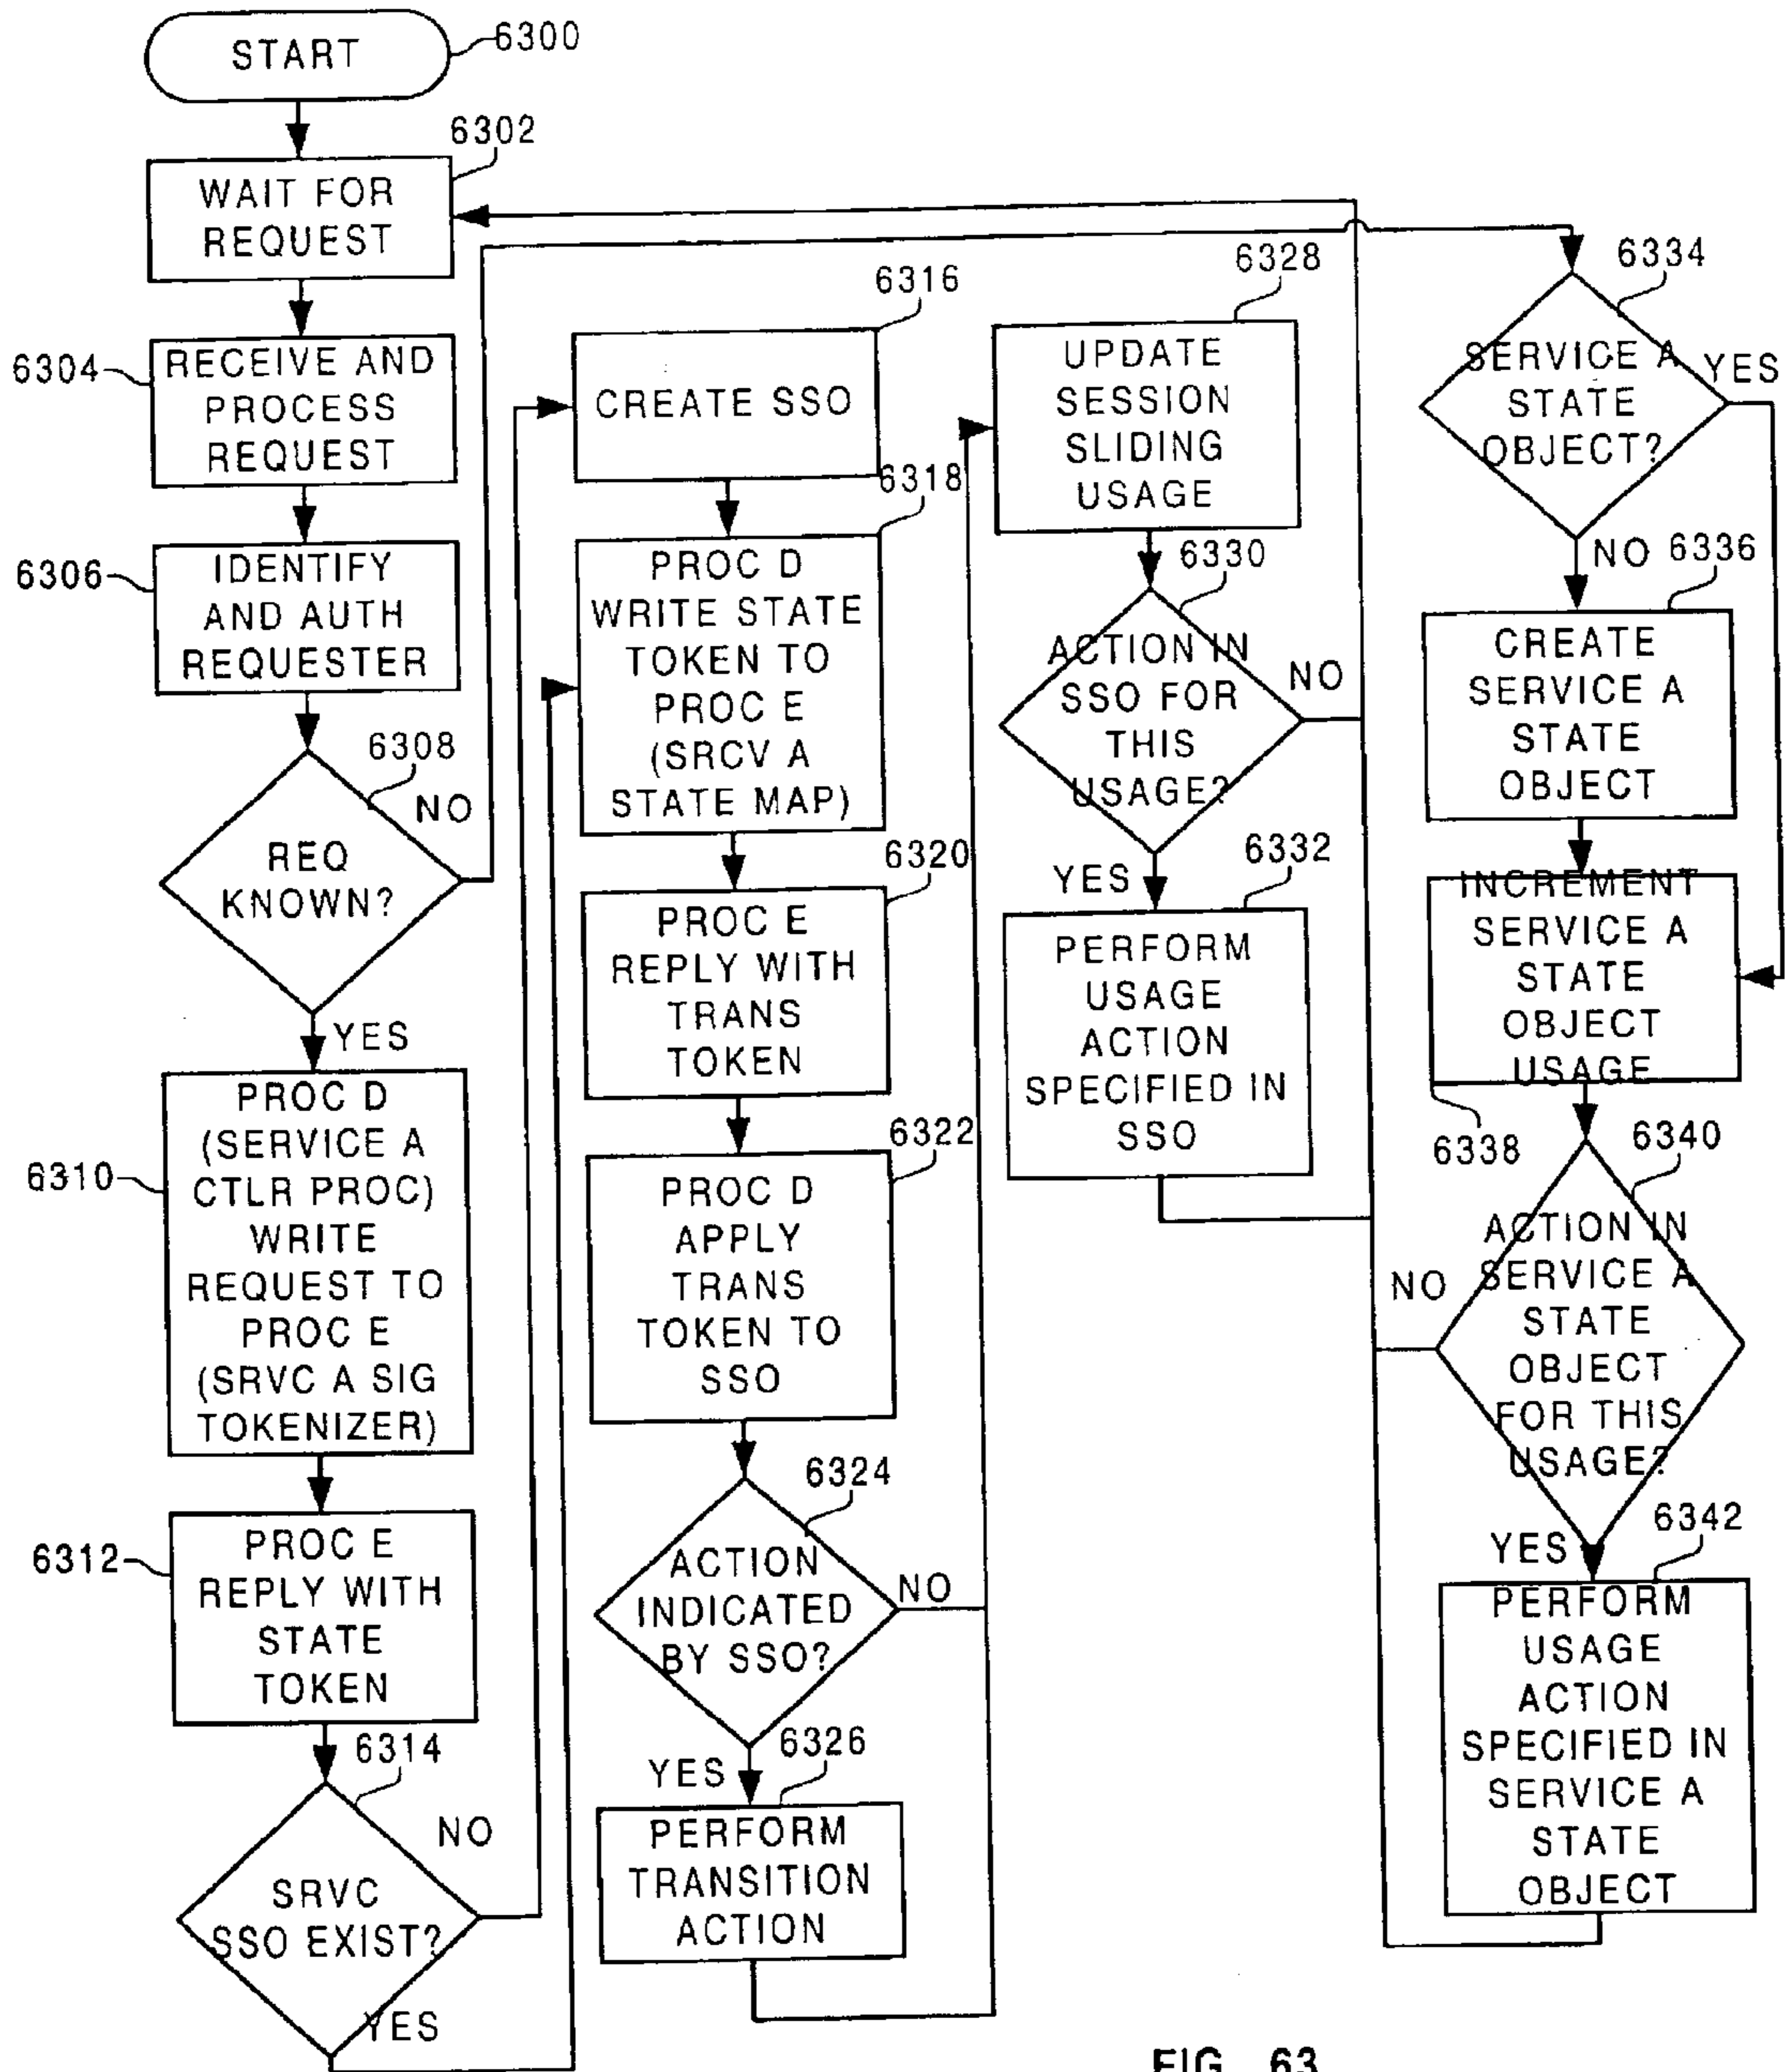 START
6300
6302
WAIT FOR
REQUEST
6304
RECEIVE AND
PROCESS
REQUEST
6306
IDENTIFY
AND AUTH
REQUESTER
6308
NO
REQ
KNOWN?
YES
6310
PROC D
(SERVICE A
CTLR PROC)
WRITE
REQUEST TO
PROC E
(SRVC A SIG
TOKENIZER)
6312
PROC E
REPLY WITH
STATE
TOKEN
6314
NO
SRVC
SSO EXIST?
YES
6316
CREATE SSO
6318
PROC D
WRITE STATE
TOKEN TO
PROC E
(SRCV A
STATE MAP)
6320
PROC E
REPLY WITH
TRANS
TOKEN
6322
PROC D
APPLY
TRANS
TOKEN TO
SSO
6324
ACTION
INDICATED
BY SSO?
NO
YES
6326
PERFORM
TRANSITION
ACTION
6328
UPDATE
SESSION
SLIDING
USAGE
6330
ACTION IN
SSO FOR
THIS
USAGE?
NO
YES
6332
PERFORM
USAGE
ACTION
SPECIFIED IN
SSO
6334
SERVICE A
STATE
OBJECT?
YES
NO
6336
CREATE
SERVICE A
STATE
OBJECT
INCREMENT
SERVICE A
STATE
OBJECT
USAGE
6338
6340
ACTION IN
SERVICE A
STATE
OBJECT
FOR THIS
USAGE?
NO
YES
6342
PERFORM
USAGE
ACTION
SPECIFIED IN
SERVICE A
STATE
OBJECT
FIG. 63